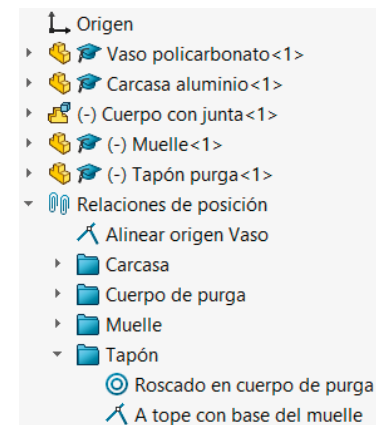 Origen
Vaso policarbonato<1>
Carcasa aluminio<1>
(-) Cuerpo con junta<1>
(-) Muelle<1>
(-) Tapón purga<1>
Relaciones de posición
Alinear origen Vaso
Carcasa
Cuerpo de purga
Muelle
Tapón
Roscado en cuerpo de purga
A tope con base del muelle